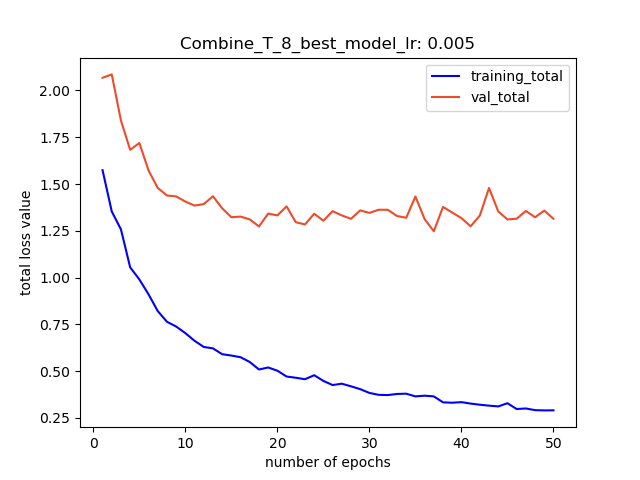 Combine_T_8_best_model_lr: 0.005
training_total
val_total
total loss value
2.00
1.75
1.50
1.25
1.00
0.75
0.50
0.25
0 10 20 30 40 50
number of epochs